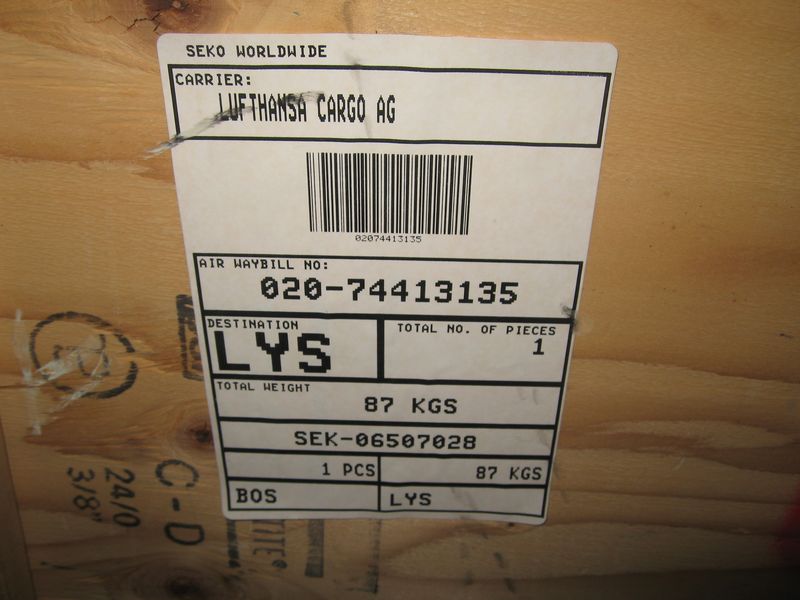 SEKO WORLDWIDE
CARRIER:
LUFTHANSA CARGO AG
02074413135
AIR WAYBILL NO:
020-74413135
DESTINATION
LYS
TOTAL NO. OF PIECES
1
TOTAL WEIGHT
87 KGS
SEK-06507028
1 PCS
87 KGS
BOS
LYS
C-D
24/0
3/8"